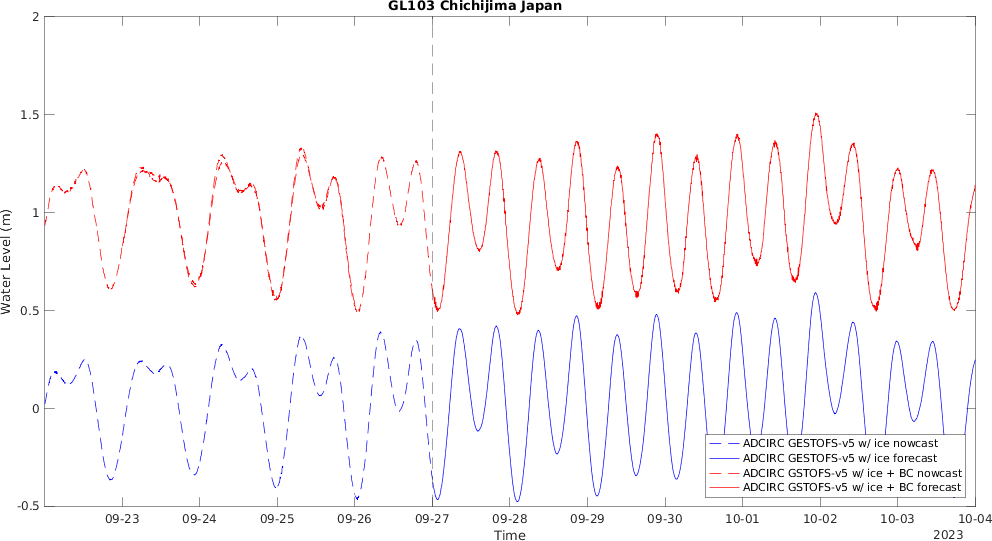 GL103 Chichijima Japan
2
1.5
1
0.5
0
-0.5
Water Level (m)
ADCIRC GESTOFS-v5 w/ ice nowcast
ADCIRC GESTOFS-v5 w/ ice forecast
ADCIRC GSTOFS-v5 w/ ice + BC nowcast
ADCIRC GSTOFS-v5 w/ ice + BC forecast
09-23 09-24 09-25 09-26 09-27 09-28 09-29 09-30 10-01 10-02 10-03 10-04
Time
2023